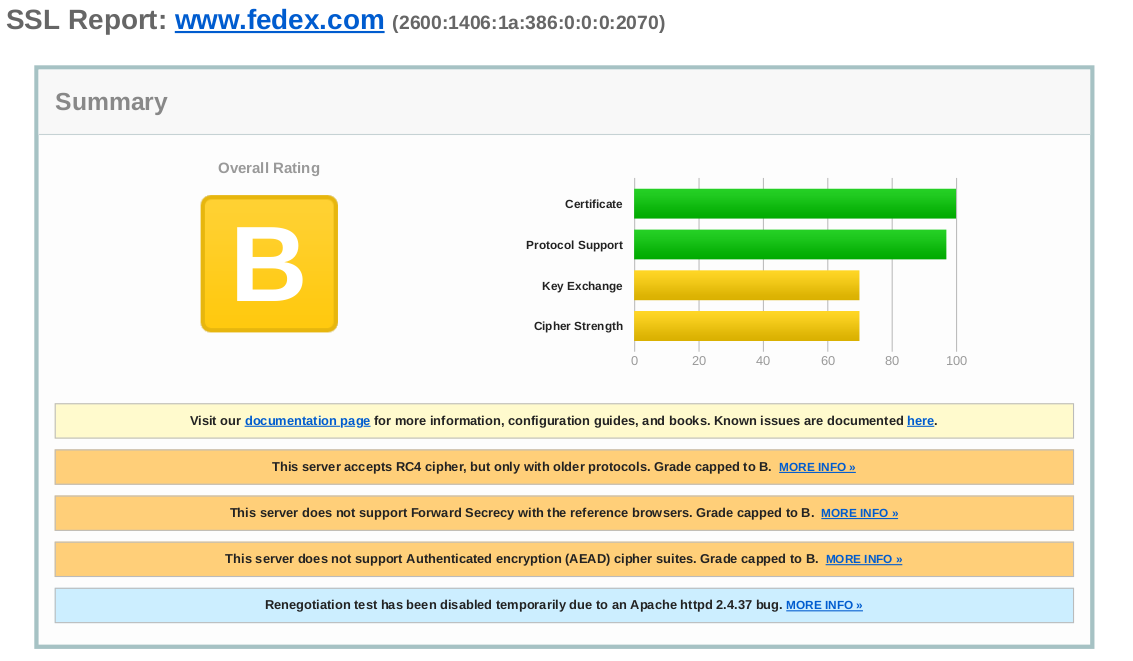 SSL Report: www.fedex.com (2600:1406:1a:386:0:0:0:2070)
Summary
Overall Rating
B
Certificate
Protocol Support
Key Exchange
Cipher Strength
0 20 40 60 80 100
Visit our documentation page for more information, configuration guides, and books. Known issues are documented here.
This server accepts RC4 cipher, but only with older protocols. Grade capped to B. MORE INFO »
This server does not support Forward Secrecy with the reference browsers. Grade capped to B. MORE INFO »
This server does not support Authenticated encryption (AEAD) cipher suites. Grade capped to B. MORE INFO »
Renegotiation test has been disabled temporarily due to an Apache httpd 2.4.37 bug. MORE INFO »